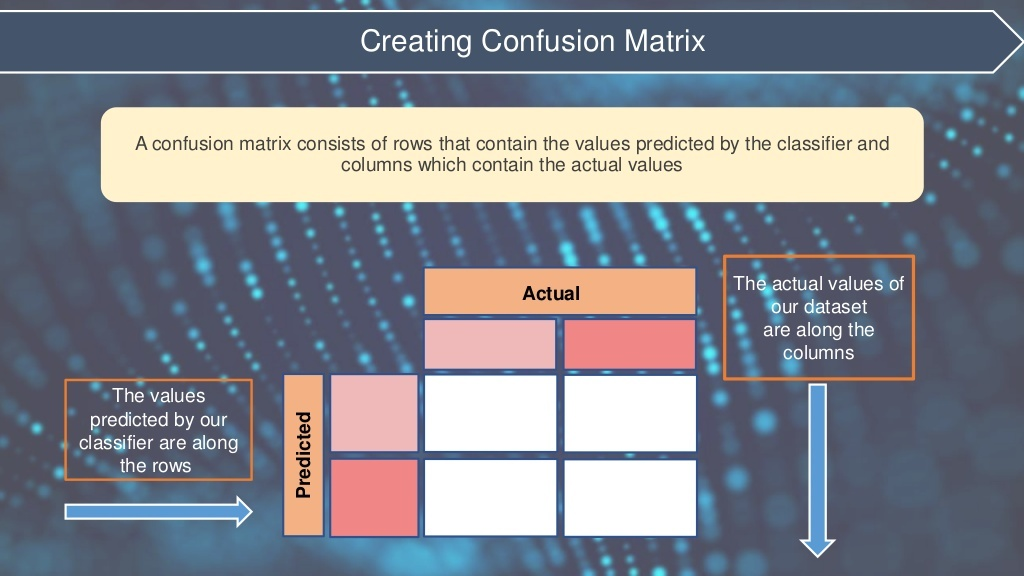 Creating Confusion Matrix
A confusion matrix consists of rows that contain the values predicted by the classifier and
columns which contain the actual values
Actual
The actual values of
our dataset
are along the
columns
The values
predicted by our
classifier are along
the rows
Predicted